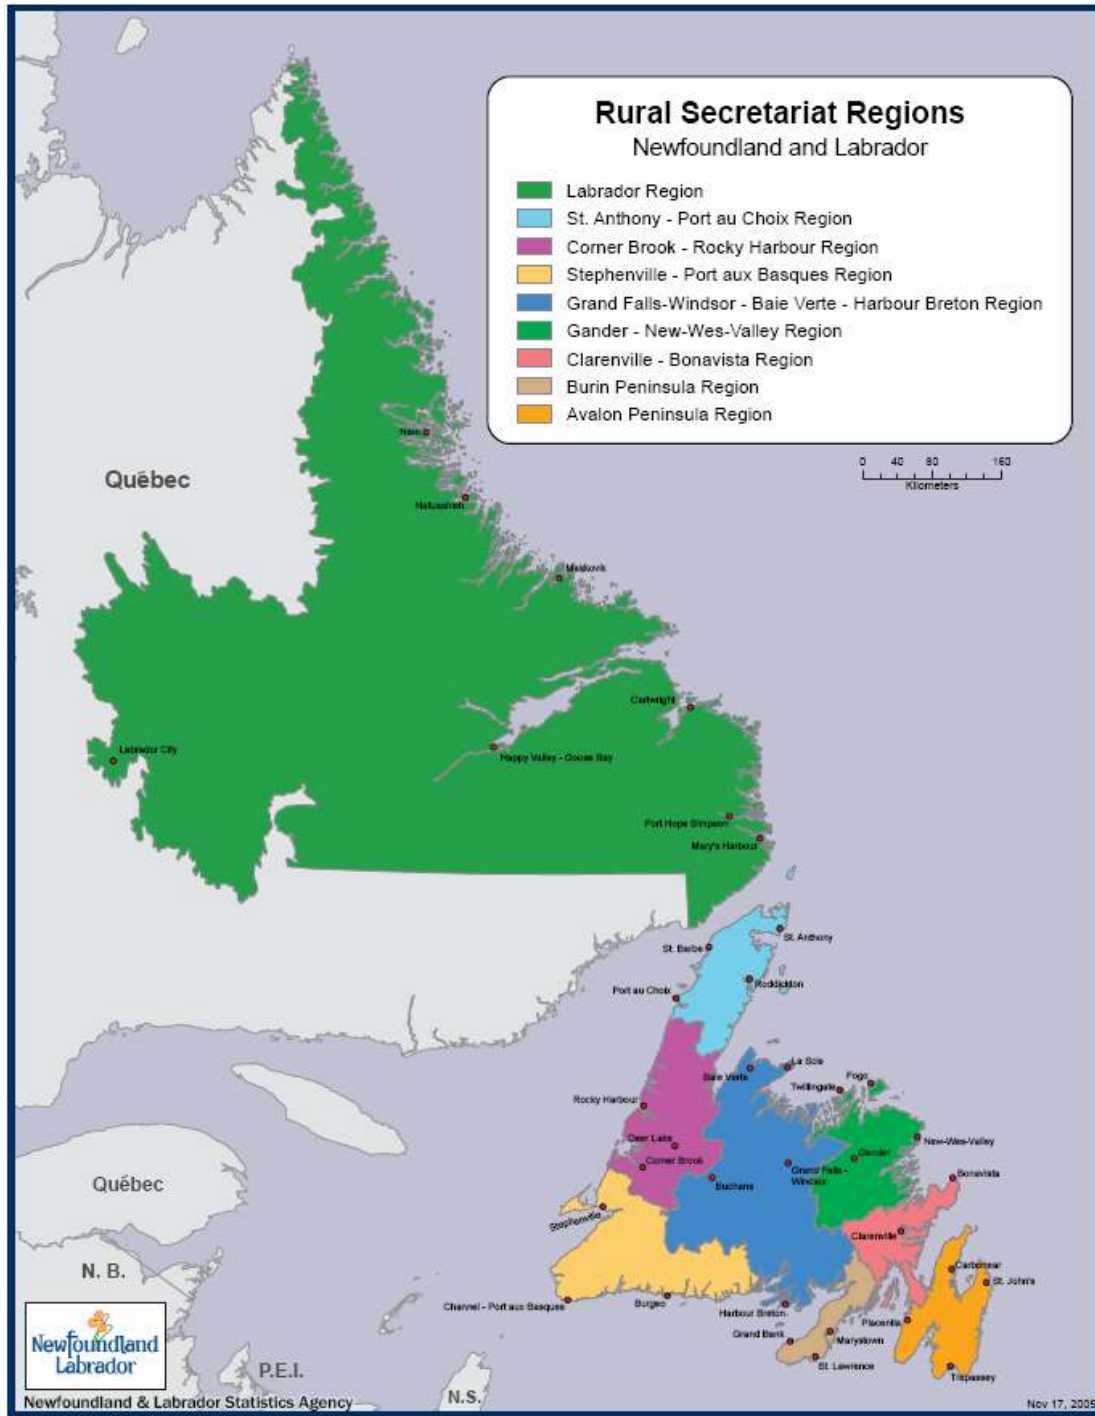 Rural Secretariat Regions
Newfoundland and Labrador
Labrador Region
St. Anthony - Port au Choix Region
Corner Brook - Rocky Harbour Region
Stephenville - Port aux Basques Region
Grand Falls-Windsor - Baie Verte - Harbour Breton Region
Gander - New-Wes-Valley Region
Clarenville - Bonavista Region
Burin Peninsula Region
Avalon Peninsula Region
0 40 80 160
Kilometers
Nain
Québec
Natuashish
Makkovik
Cartwright
Labrador City
Happy Valley - Goose Bay
Port Hope Simpson
Mary's Harbour
St. Anthony
St. Barbe
Roddickton
Port au Choix
La Scie
Baie Verte
Fogo
Twillingate
Rocky Harbour
Deer Lake
New-Wes-Valley
Gander
Corner Brook
Grand Falls -
Windsor
Bonavista
Buchans
Québec
Stephenville
Clarenville
Carbonear
N. B.
St. John's
Channel - Port aux Basques
Burgeo
Harbour Breton
Placentia
Grand Bank
Marystown
Newfoundland
Labrador
St. Lawrence
P.E.I.
Trepassey
N.S.
Newfoundland & Labrador Statistics Agency
Nov 17, 2005